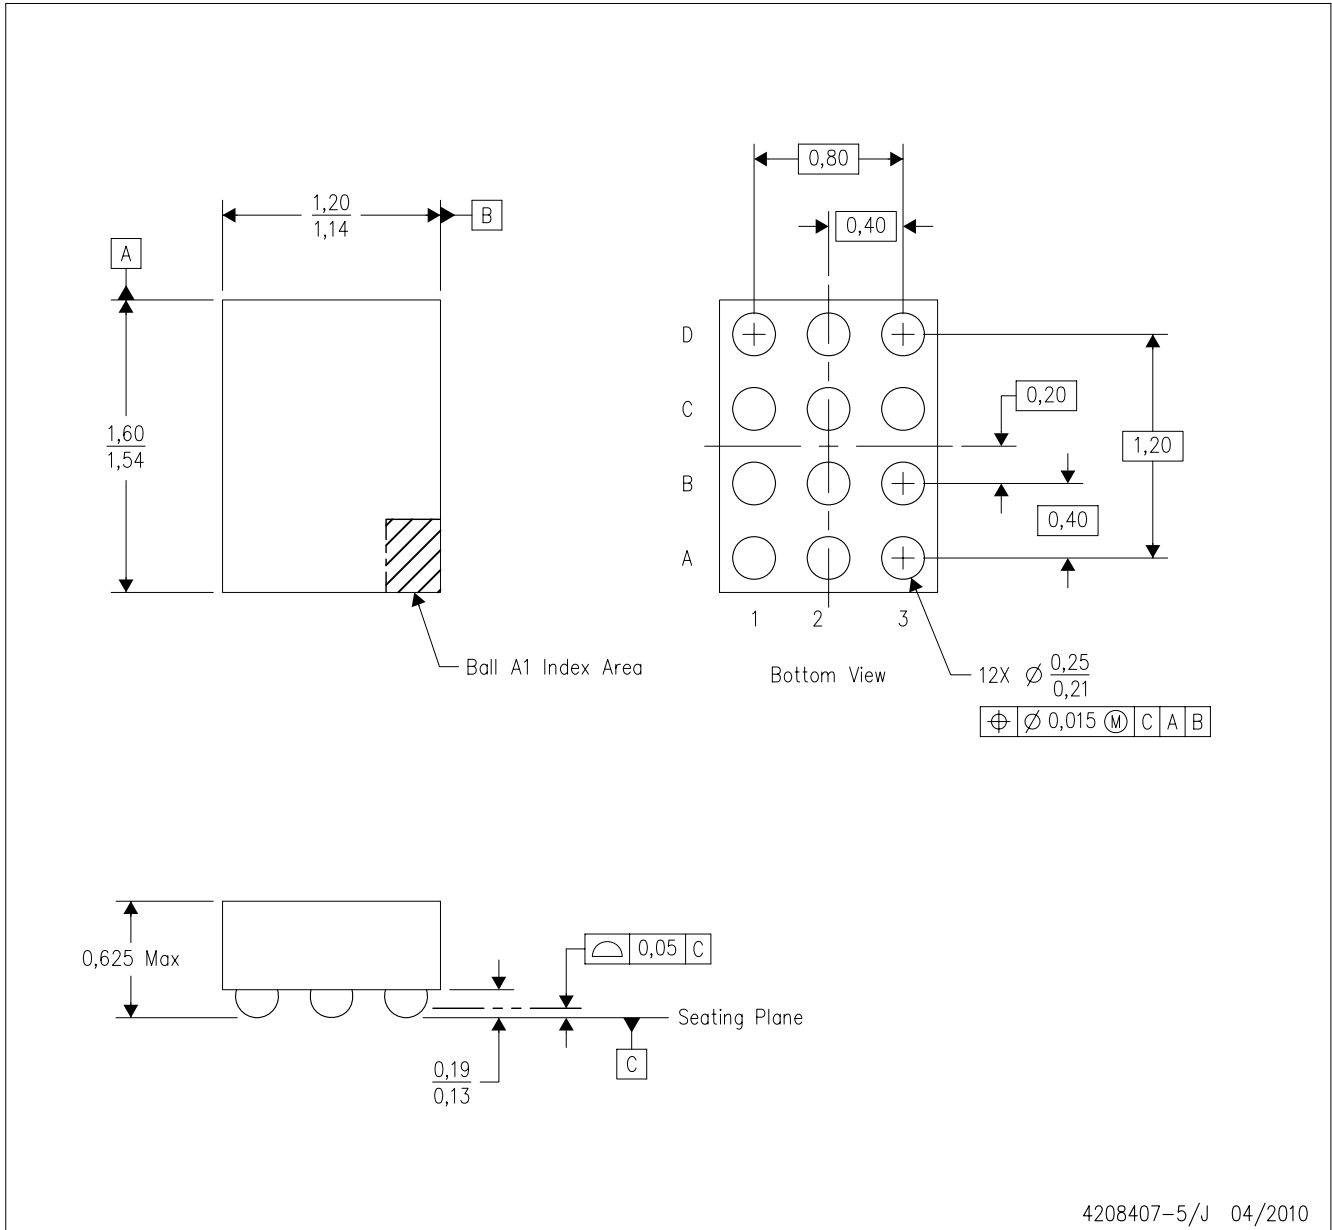 0,80
1,20
1,14
B
0,40
A
D
0,20
C
1,60
1,54
1,20
B
0,40
A
1 2 3
Ball A1 Index Area
Bottom View
12X Ø 0,25
0,21
⌖ Ø 0,015 Ⓜ C A B
0,625 Max
⌓ 0,05 C
Seating Plane
C
0,19
0,13
4208407-5/J 04/2010